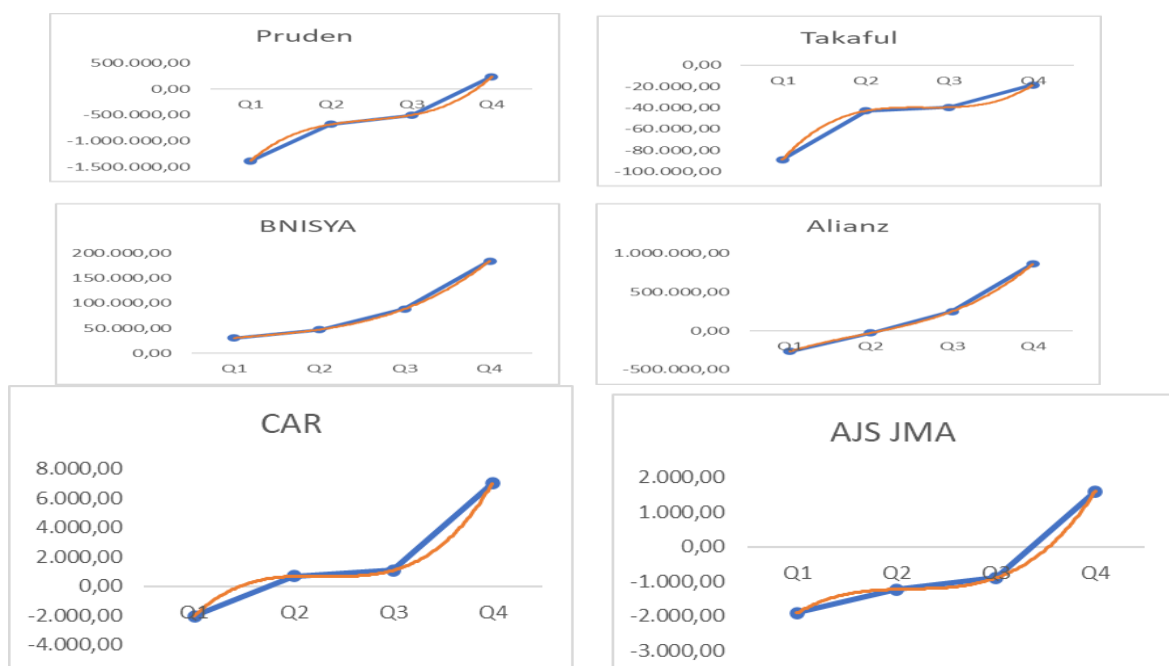 Pruden
500.000,00
0,00
-500.000,00
-1.000.000,00
-1.500.000,00
Q1 Q2 Q3 Q4
Takaful
0,00
-20.000,00
-40.000,00
-60.000,00
-80.000,00
-100.000,00
Q1 Q2 Q3 Q4
BNISYA
200.000,00
150.000,00
100.000,00
50.000,00
0,00
Q1 Q2 Q3 Q4
Alianz
1.000.000,00
500.000,00
0,00
-500.000,00
Q1 Q2 Q3 Q4
CAR
8.000,00
6.000,00
4.000,00
2.000,00
0,00
-2.000,00
-4.000,00
Q1 Q2 Q3 Q4
AJS JMA
2.000,00
1.000,00
0,00
-1.000,00
-2.000,00
-3.000,00
Q1 Q2 Q3 Q4